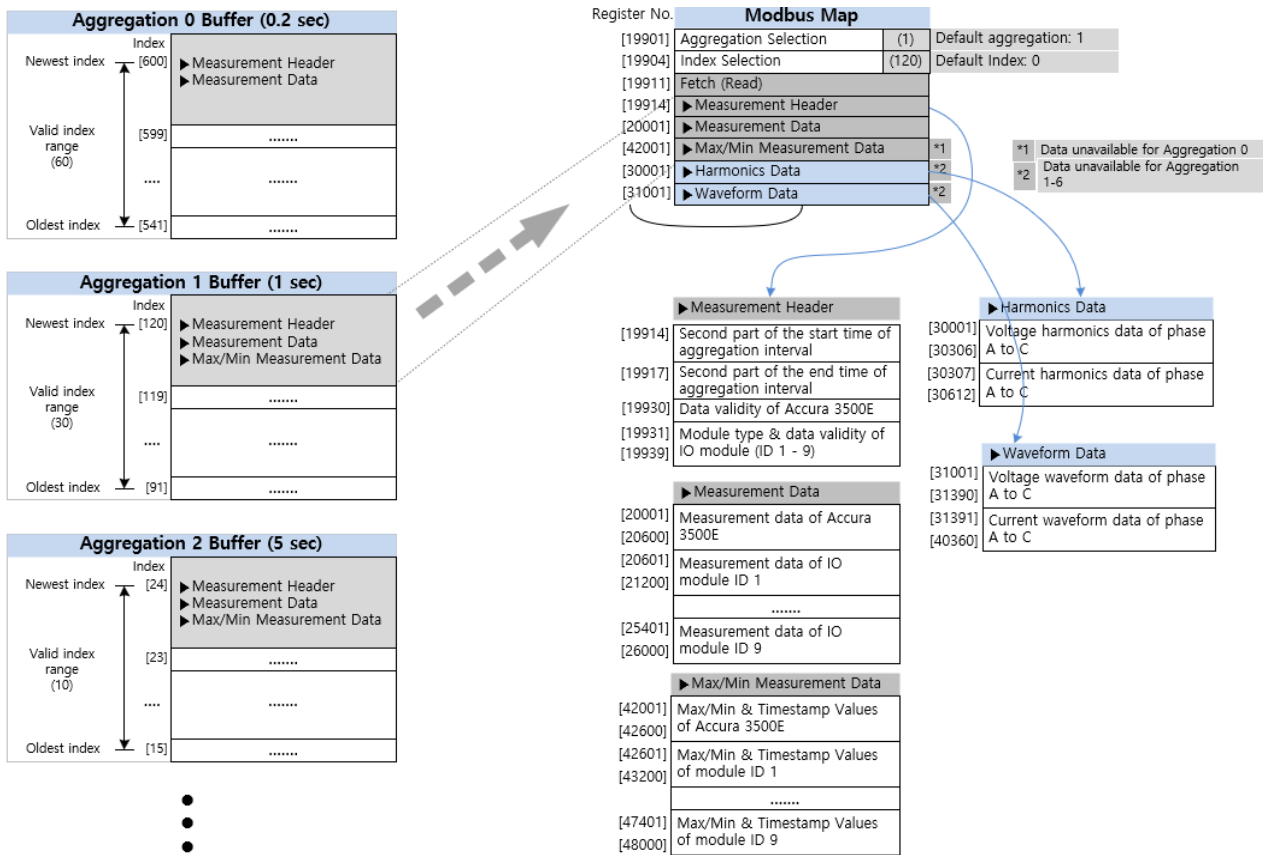 Aggregation 0 Buffer (0.2 sec)
Index
Newest index
[600]
▶Measurement Header
▶Measurement Data
Valid index
range
(60)
[599]
.......
....
.......
Oldest index
[541]
.......
Aggregation 1 Buffer (1 sec)
Index
Newest index
[120]
▶Measurement Header
▶Measurement Data
▶Max/Min Measurement Data
Valid index
range
(30)
[119]
.......
....
.......
Oldest index
[91]
.......
Aggregation 2 Buffer (5 sec)
Index
Newest index
[24]
▶Measurement Header
▶Measurement Data
▶Max/Min Measurement Data
Valid index
range
(10)
[23]
.......
....
.......
Oldest index
[15]
.......
Register No.
Modbus Map
[19901] Aggregation Selection (1) Default aggregation: 1
[19904] Index Selection (120) Default Index: 0
[19911] Fetch (Read)
[19914] ▶Measurement Header
[20001] ▶Measurement Data
[42001] ▶Max/Min Measurement Data *1
[30001] ▶Harmonics Data *2
[31001] ▶Waveform Data *2
*1 Data unavailable for Aggregation 0
*2 Data unavailable for Aggregation
1-6
▶Measurement Header
[19914] Second part of the start time of
aggregation interval
[19917] Second part of the end time of
aggregation interval
[19930] Data validity of Accura 3500E
[19931] Module type & data validity of
[19939] IO module (ID 1 - 9)
▶Measurement Data
[20001] Measurement data of Accura
[20600] 3500E
[20601] Measurement data of IO
[21200] module ID 1
.......
[25401] Measurement data of IO
[26000] module ID 9
▶Max/Min Measurement Data
[42001] Max/Min & Timestamp Values
[42600] of Accura 3500E
[42601] Max/Min & Timestamp Values
[43200] of module ID 1
.......
[47401] Max/Min & Timestamp Values
[48000] of module ID 9
▶Harmonics Data
[30001] Voltage harmonics data of phase
[30306] A to C
[30307] Current harmonics data of phase
[30612] A to C
▶Waveform Data
[31001] Voltage waveform data of phase
[31390] A to C
[31391] Current waveform data of phase
[40360] A to C